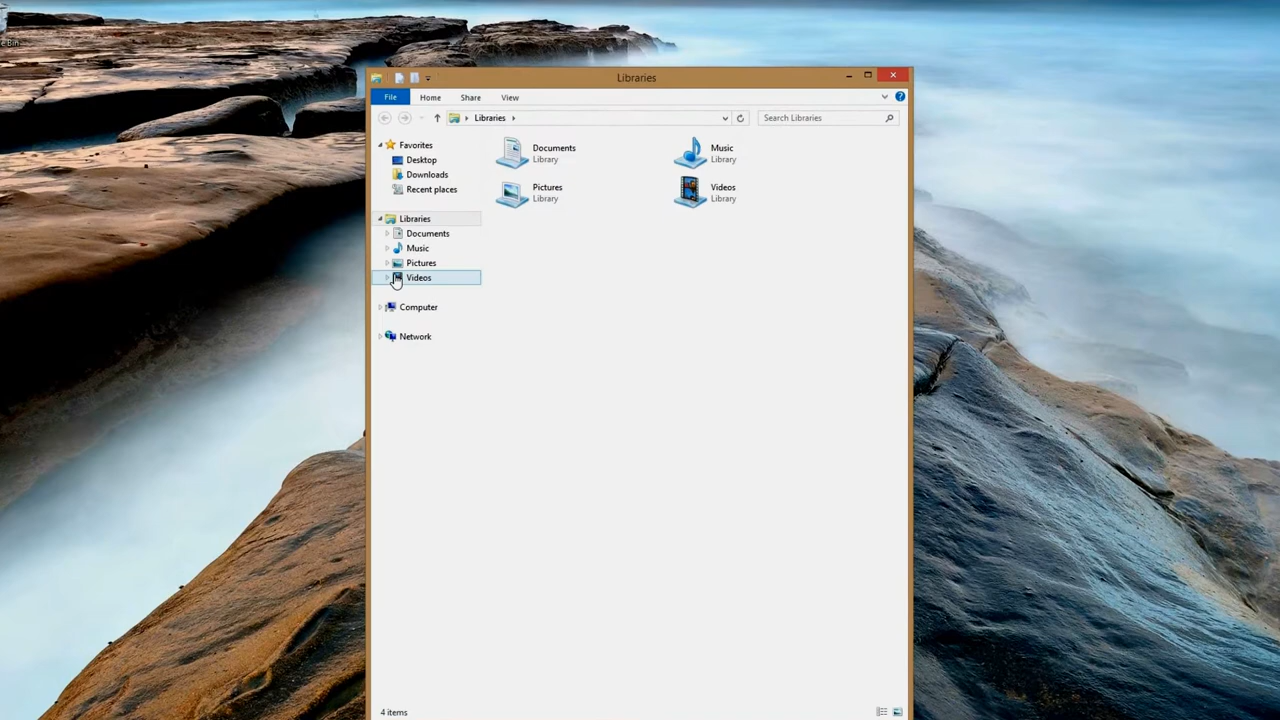 e Bin
Libraries
File Home Share View
Libraries
Search Libraries
Favorites
Desktop
Downloads
Recent places
Libraries
Documents
Music
Pictures
Videos
Computer
Network
Documents
Library
Music
Library
Pictures
Library
Videos
Library
4 items